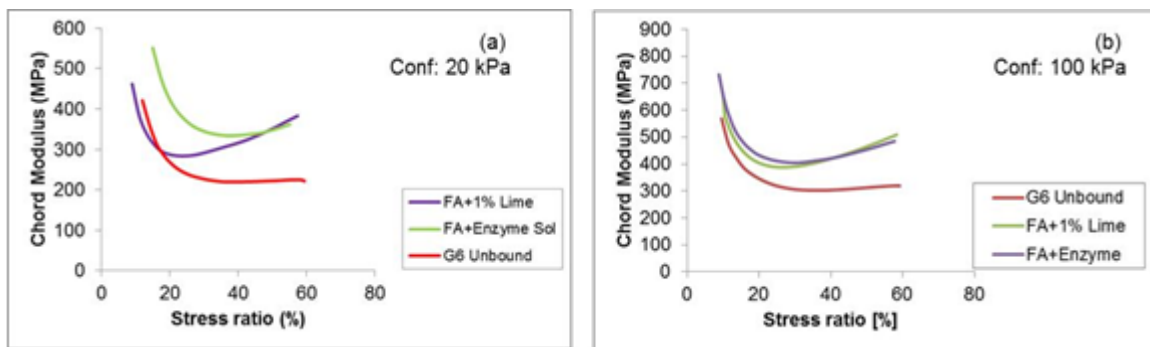 600
500
400
300
200
100
0
0 20 40 60 80
Chord Modulus (MPa)
Stress ratio (%)
(a)
Conf: 20 kPa
FA+1% Lime
FA+Enzyme Sol
G6 Unbound
900
800
700
600
500
400
300
200
100
0
0 20 40 60 80
Chord Modulus (MPa)
Stress ratio [%]
(b)
Conf: 100 kPa
G6 Unbound
FA+1% Lime
FA+Enzyme